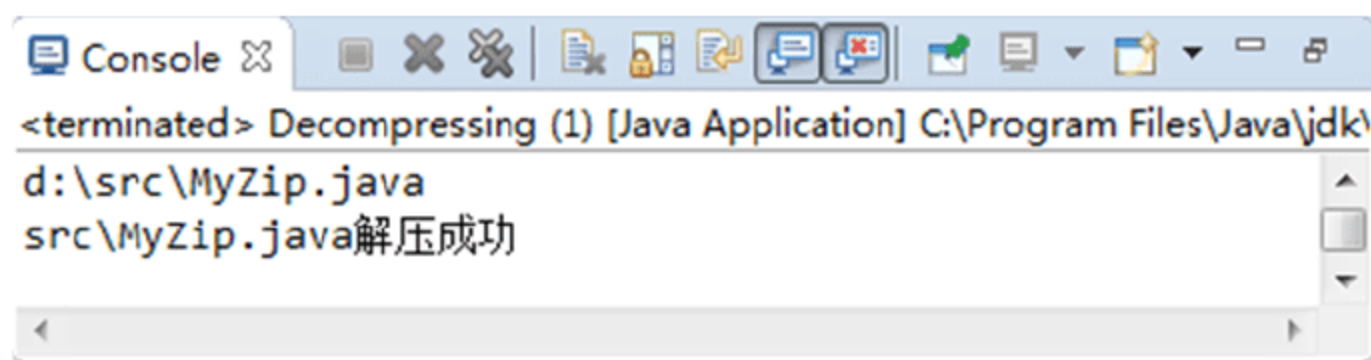 Console
<terminated> Decompressing (1) [Java Application] C:\Program Files\Java\jdk\
d:\src\MyZip.java
src\MyZip.java解压成功